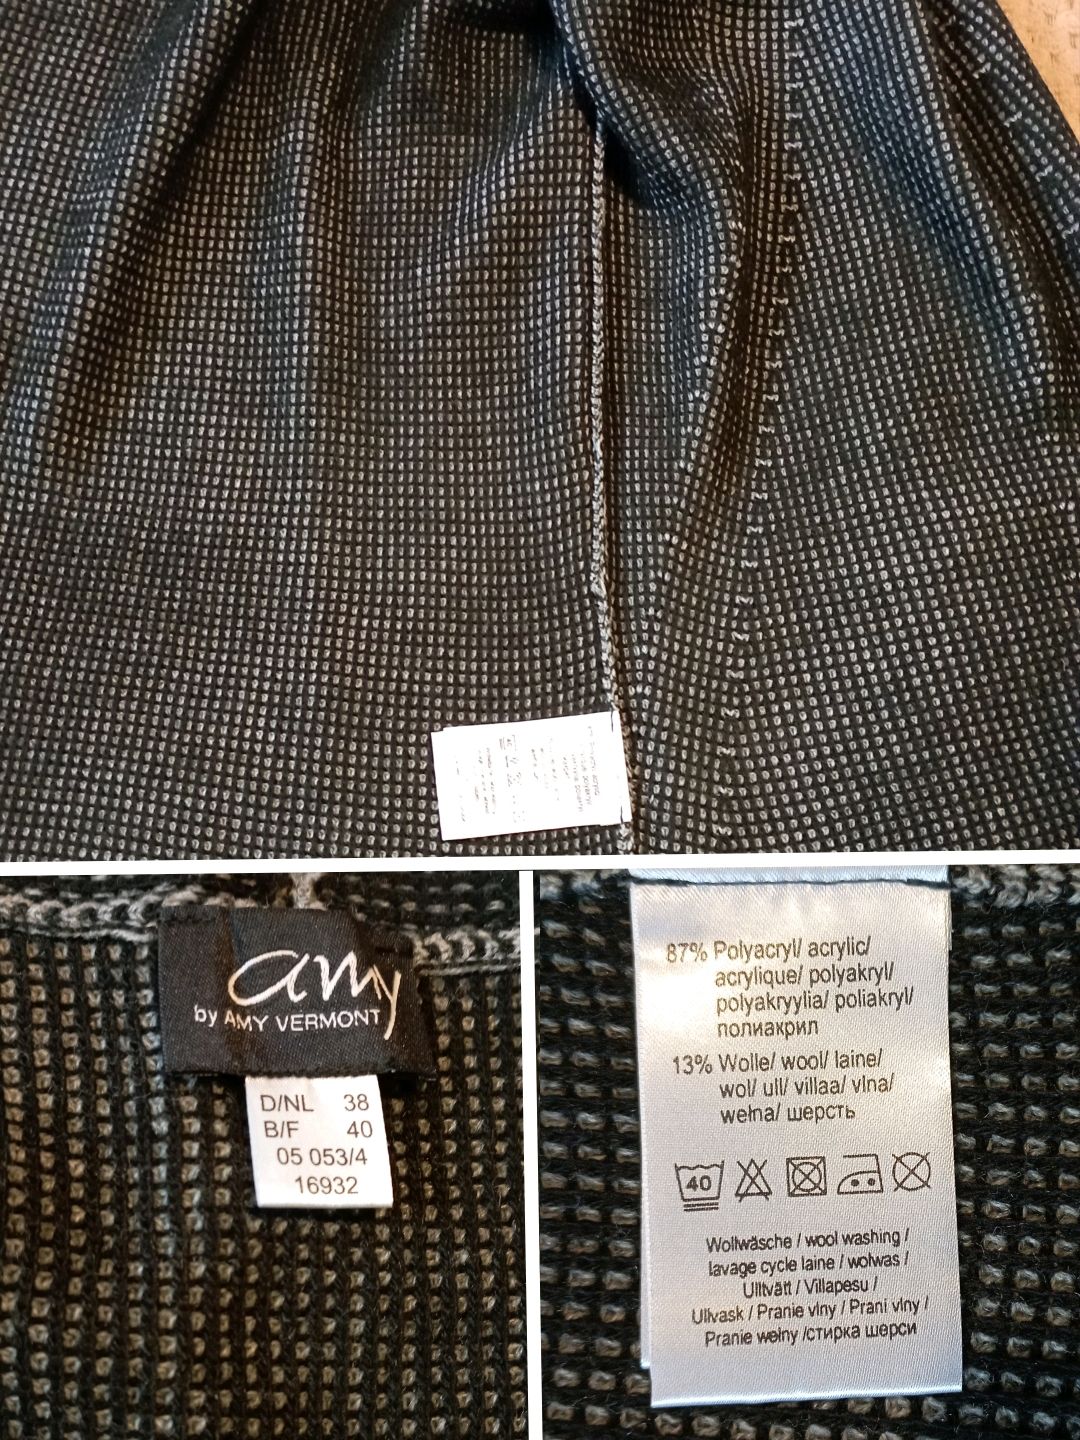 amy
by AMY VERMONT
D/NL 38
B/F 40
05 053/4
16932
87% Polyacryl/ acrylic/
acrylique/ polyakryl/
polyakryylia/ poliakryl/
полиакрил
13% Wolle/ wool/ laine/
wol/ ull/ villaa/ vlna/
wełna/ шерсть
40
Wollwäsche / wool washing /
lavage cycle laine / wolwas /
Ulltvätt / Villapesu /
Ullvask / Pranie vlny / Prani vlny /
Pranie wełny /стирка шерси